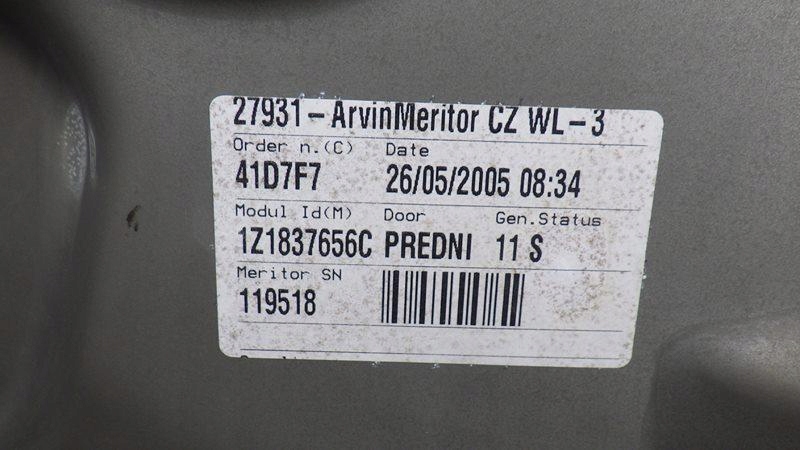 27931-ArvinMeritor CZ WL-3
Order n.(C) Date
41D7F7 26/05/2005 08:34
Modul Id(M) Door Gen.Status
1Z1837656C PREDNI 11 S
Meritor SN
119518